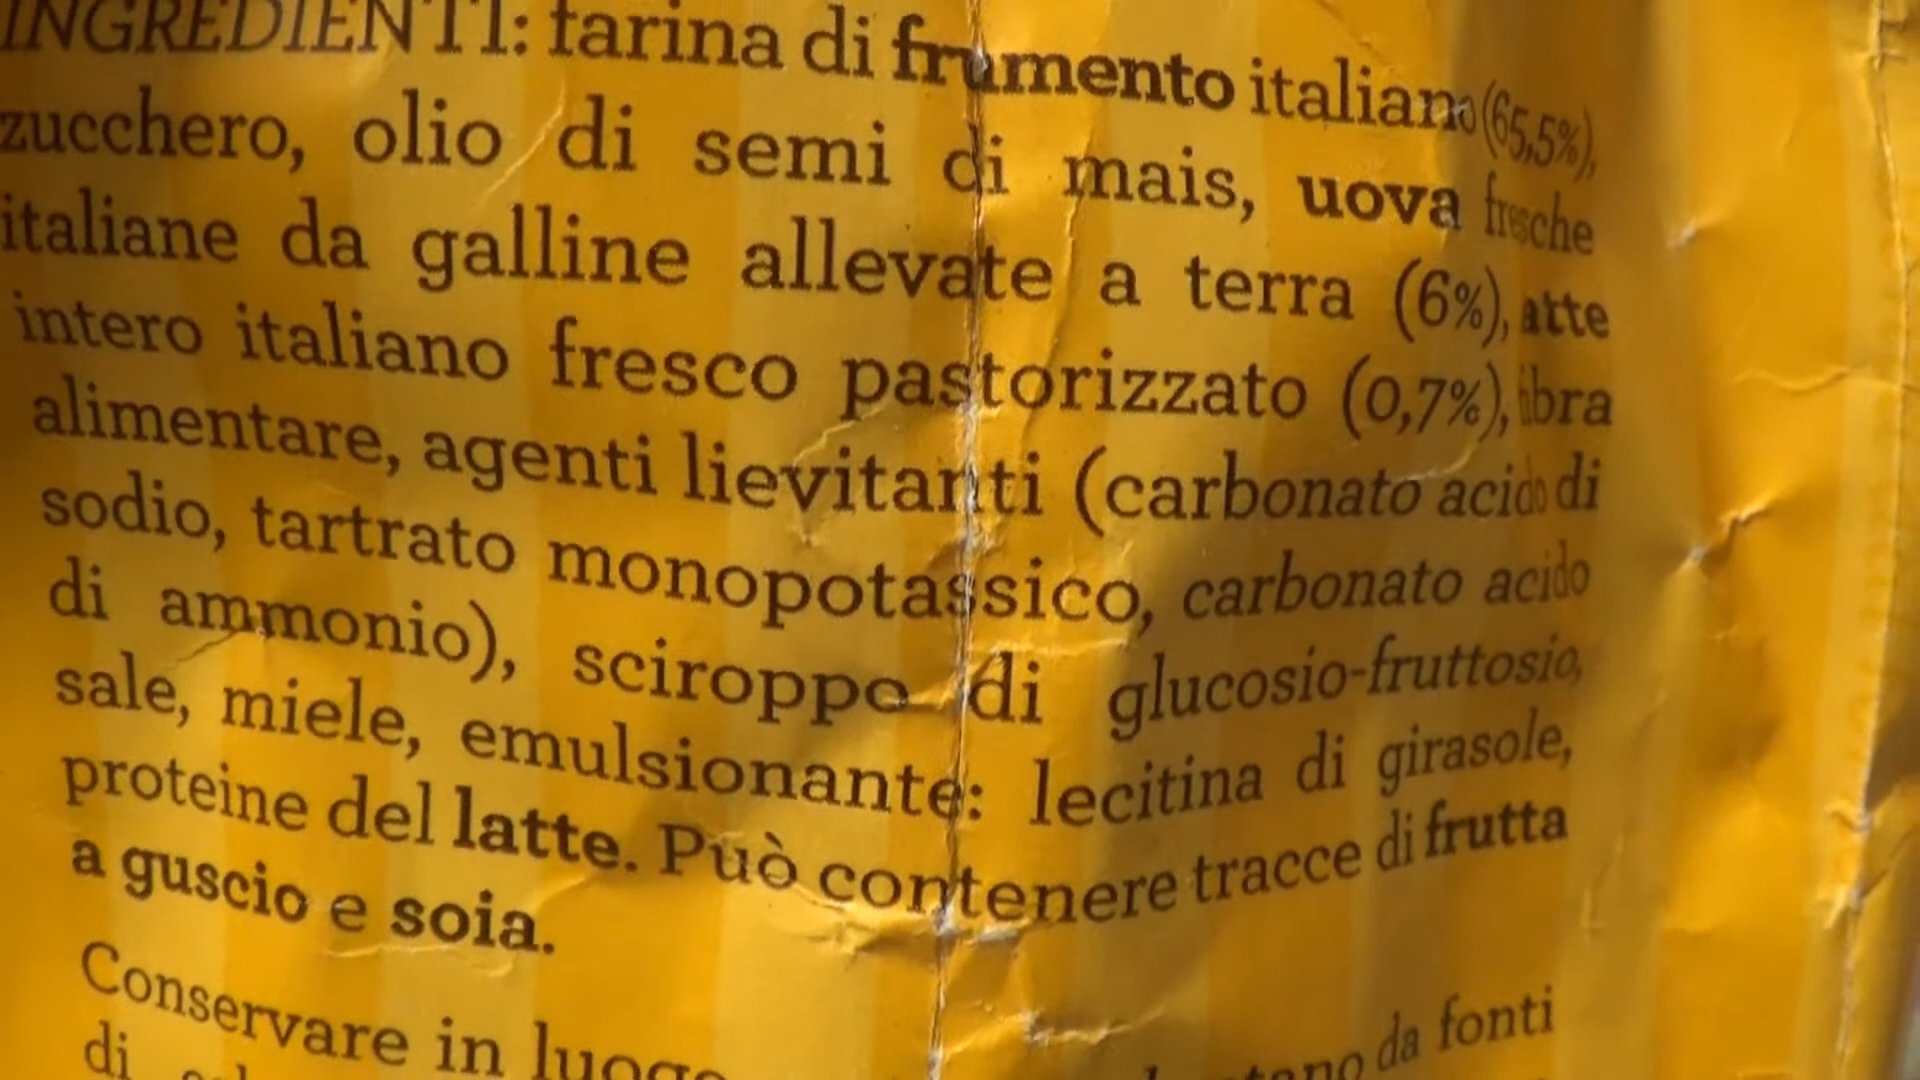 INGREDIENTI: farina di frumento italiano (65,5%),
zucchero, olio di semi di mais, uova fresche
italiane da galline allevate a terra (6%), latte
intero italiano fresco pastorizzato (0,7%), fibra
alimentare, agenti lievitanti (carbonato acido di
sodio, tartrato monopotassico, carbonato acido
di ammonio), sciroppo di glucosio-fruttosio,
sale, miele, emulsionante: lecitina di girasole,
proteine del latte. Può contenere tracce di frutta
a guscio e soia.
Conservare in luogo da fonti
di